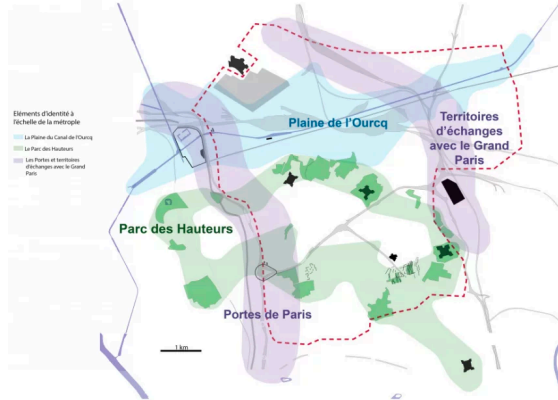 Eléments d'identité à
l'échelle de la métrople
La Plaine du Canal de l'Ourcq
Le Parc des Hauteurs
Les Portes et territoires
d'échanges avec le Grand
Paris
Plaine de l'Ourcq
Territoires
d'échanges
avec le Grand
Paris
Parc des Hauteurs
Portes de Paris
1 km